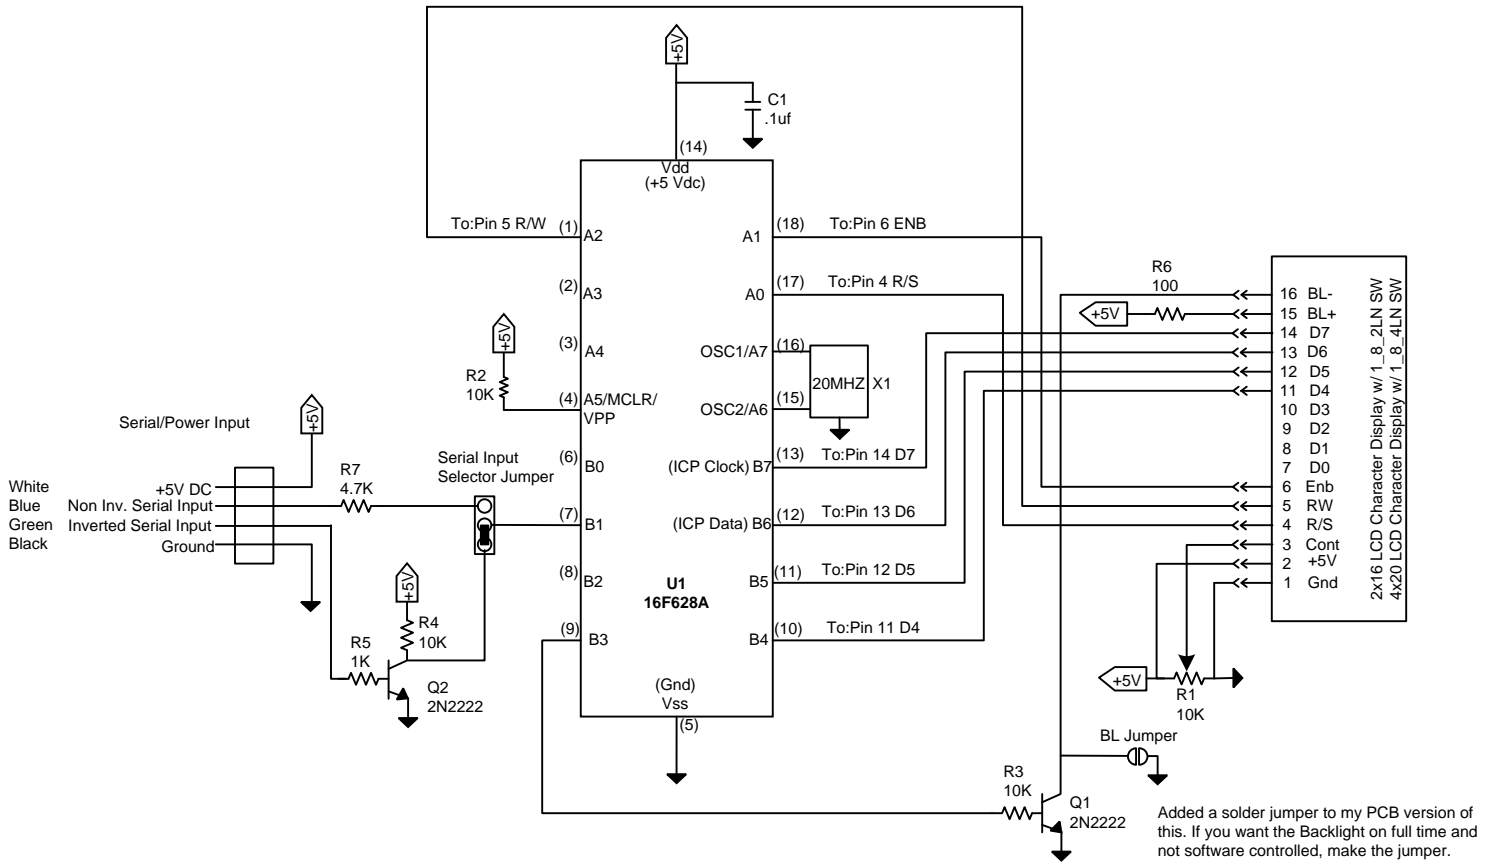 +5V
C1
.1uf
(14)
Vdd
(+5 Vdc)
To:Pin 5 R/W
(1)
A2
(18)
To:Pin 6 ENB
A1
(2)
A3
(17)
To:Pin 4 R/S
A0
(3)
A4
OSC1/A7
(16)
20MHZ
X1
OSC2/A6
(15)
+5V
R2
10K
(4)
A5/MCLR/
VPP
(6)
B0
(ICP Clock) B7
(13)
To:Pin 14 D7
(7)
B1
(ICP Data) B6
(12)
To:Pin 13 D6
(8)
B2
U1
16F628A
B5
(11)
To:Pin 12 D5
(9)
B3
B4
(10)
To:Pin 11 D4
(Gnd)
Vss
(5)
Serial/Power Input
+5V
White
+5V DC
Blue
Non Inv. Serial Input
Green
Inverted Serial Input
Black
Ground
R7
4.7K
Serial Input
Selector Jumper
+5V
R4
10K
R5
1K
Q2
2N2222
R6
100
+5V
16 BL-
15 BL+
14 D7
13 D6
12 D5
11 D4
10 D3
9 D2
8 D1
7 D0
6 Enb
5 RW
4 R/S
3 Cont
2 +5V
1 Gnd
2x16 LCD Character Display w/ 1_8_2LN SW
4x20 LCD Character Display w/ 1_8_4LN SW
+5V
R1
10K
BL Jumper
R3
10K
Q1
2N2222
Added a solder jumper to my PCB version of
this. If you want the Backlight on full time and
not software controlled, make the jumper.